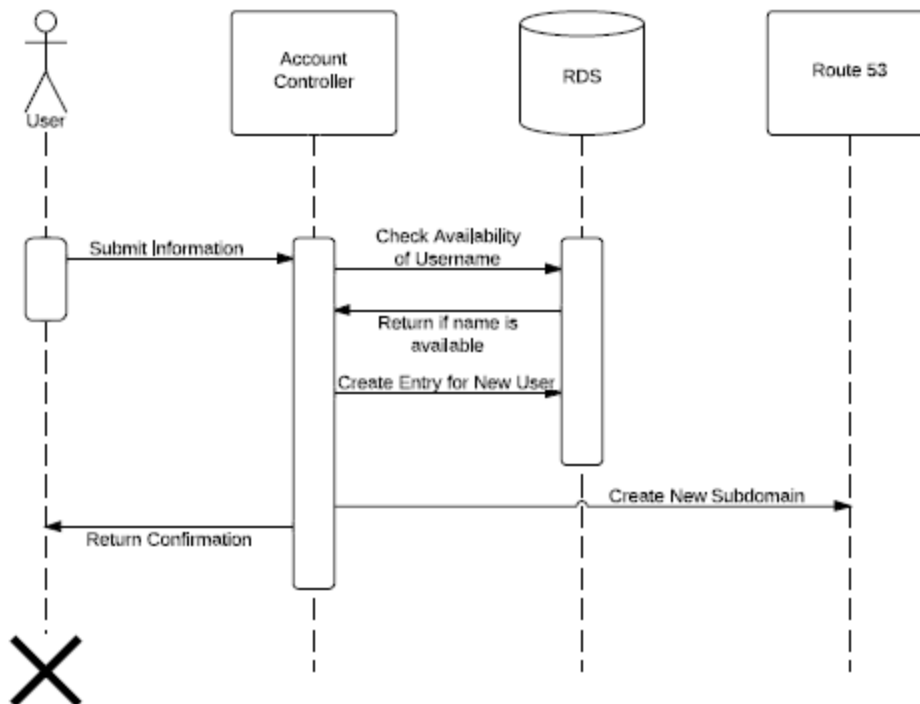 Account
Controller
RDS
Route 53
User
Submit Information
Check Availability
of Username
Return if name is
available
Create Entry for New User
Create New Subdomain
Return Confirmation